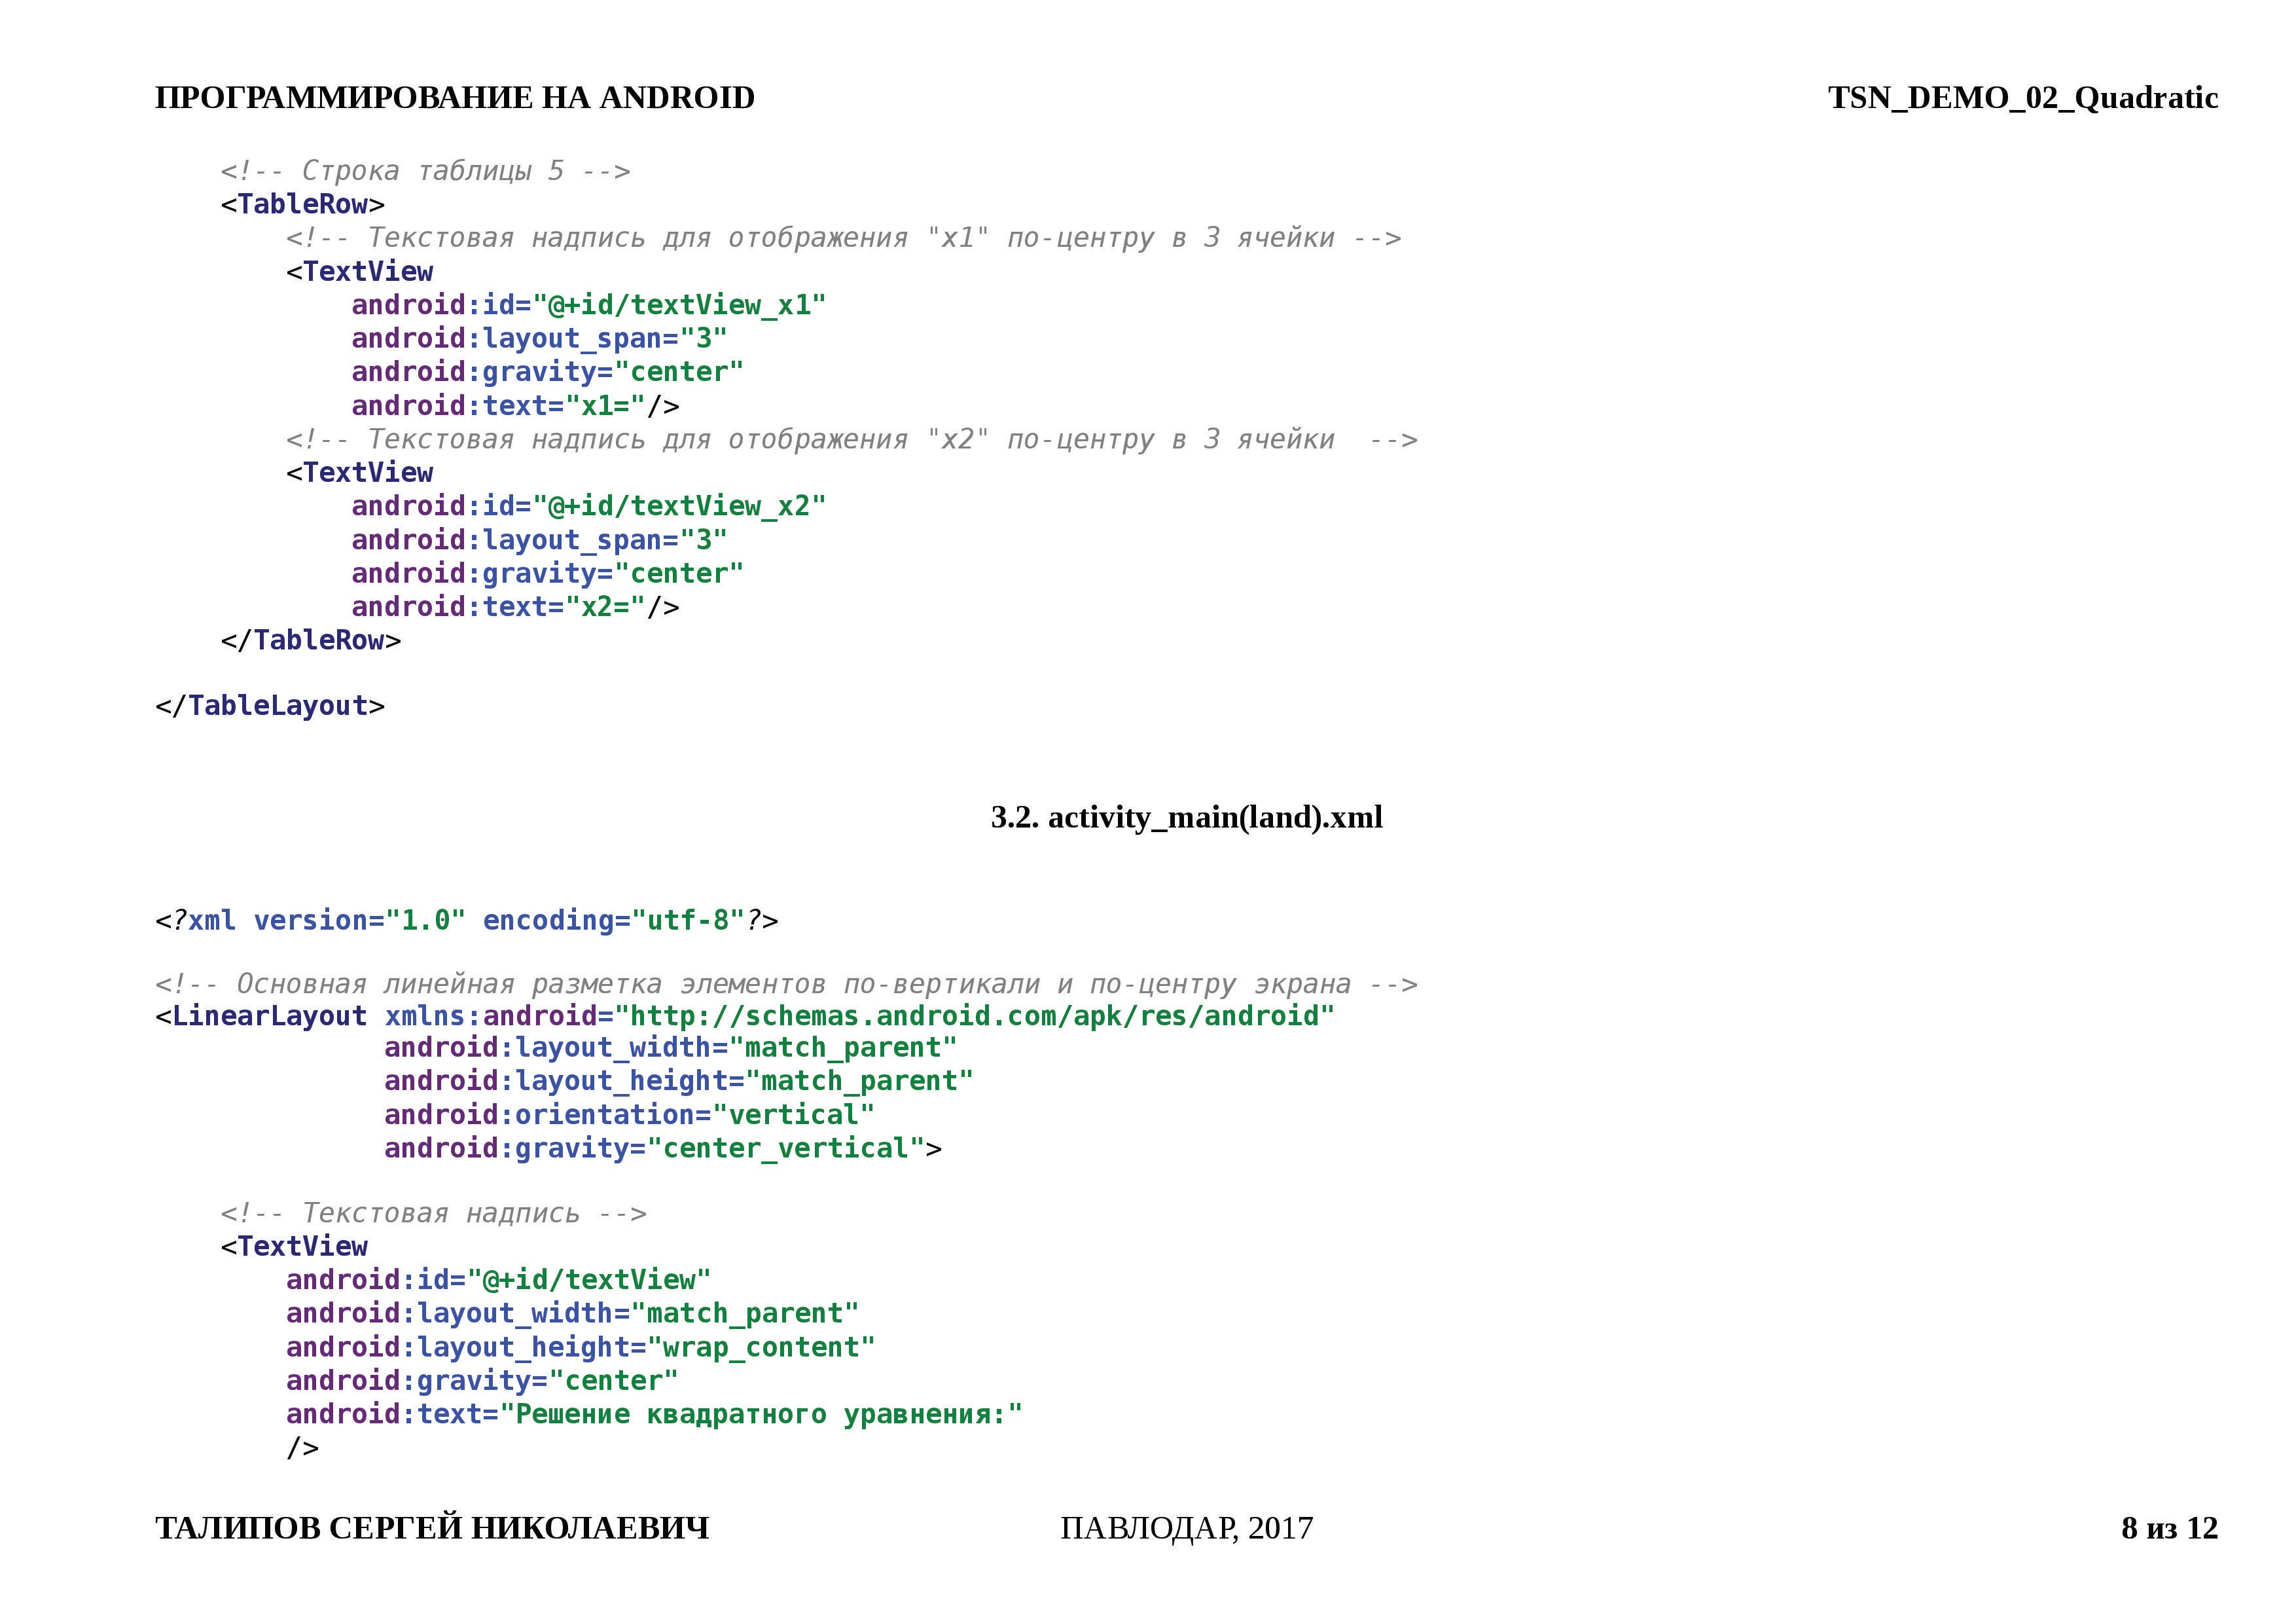 ПРОГРАММИРОВАНИЕ НА ANDROID TSN_DEMO_02_Quadratic
<!-- Строка таблицы 5 -->
<TableRow>
<!-- Текстовая надпись для отображения "x1" по-центру в 3 ячейки -->
<TextView
android:id="@+id/textView_x1"
android:layout_span="3"
android:gravity="center"
android:text="x1="/>
<!-- Текстовая надпись для отображения "x2" по-центру в 3 ячейки  -->
<TextView
android:id="@+id/textView_x2"
android:layout_span="3"
android:gravity="center"
android:text="x2="/>
</TableRow>
</TableLayout>
3.2. activity_main(land).xml
<?xml version="1.0" encoding="utf-8"?>
<!-- Основная линейная разметка элементов по-вертикали и по-центру экрана -->
<LinearLayout xmlns:android="http://schemas.android.com/apk/res/android"
android:layout_width="match_parent"
android:layout_height="match_parent"
android:orientation="vertical"
android:gravity="center_vertical">
<!-- Текстовая надпись -->
<TextView
android:id="@+id/textView"
android:layout_width="match_parent"
android:layout_height="wrap_content"
android:gravity="center"
android:text="Решение квадратного уравнения:"
/>
ТАЛИПОВ СЕРГЕЙ НИКОЛАЕВИЧ ПАВЛОДАР, 2017 8 из 12